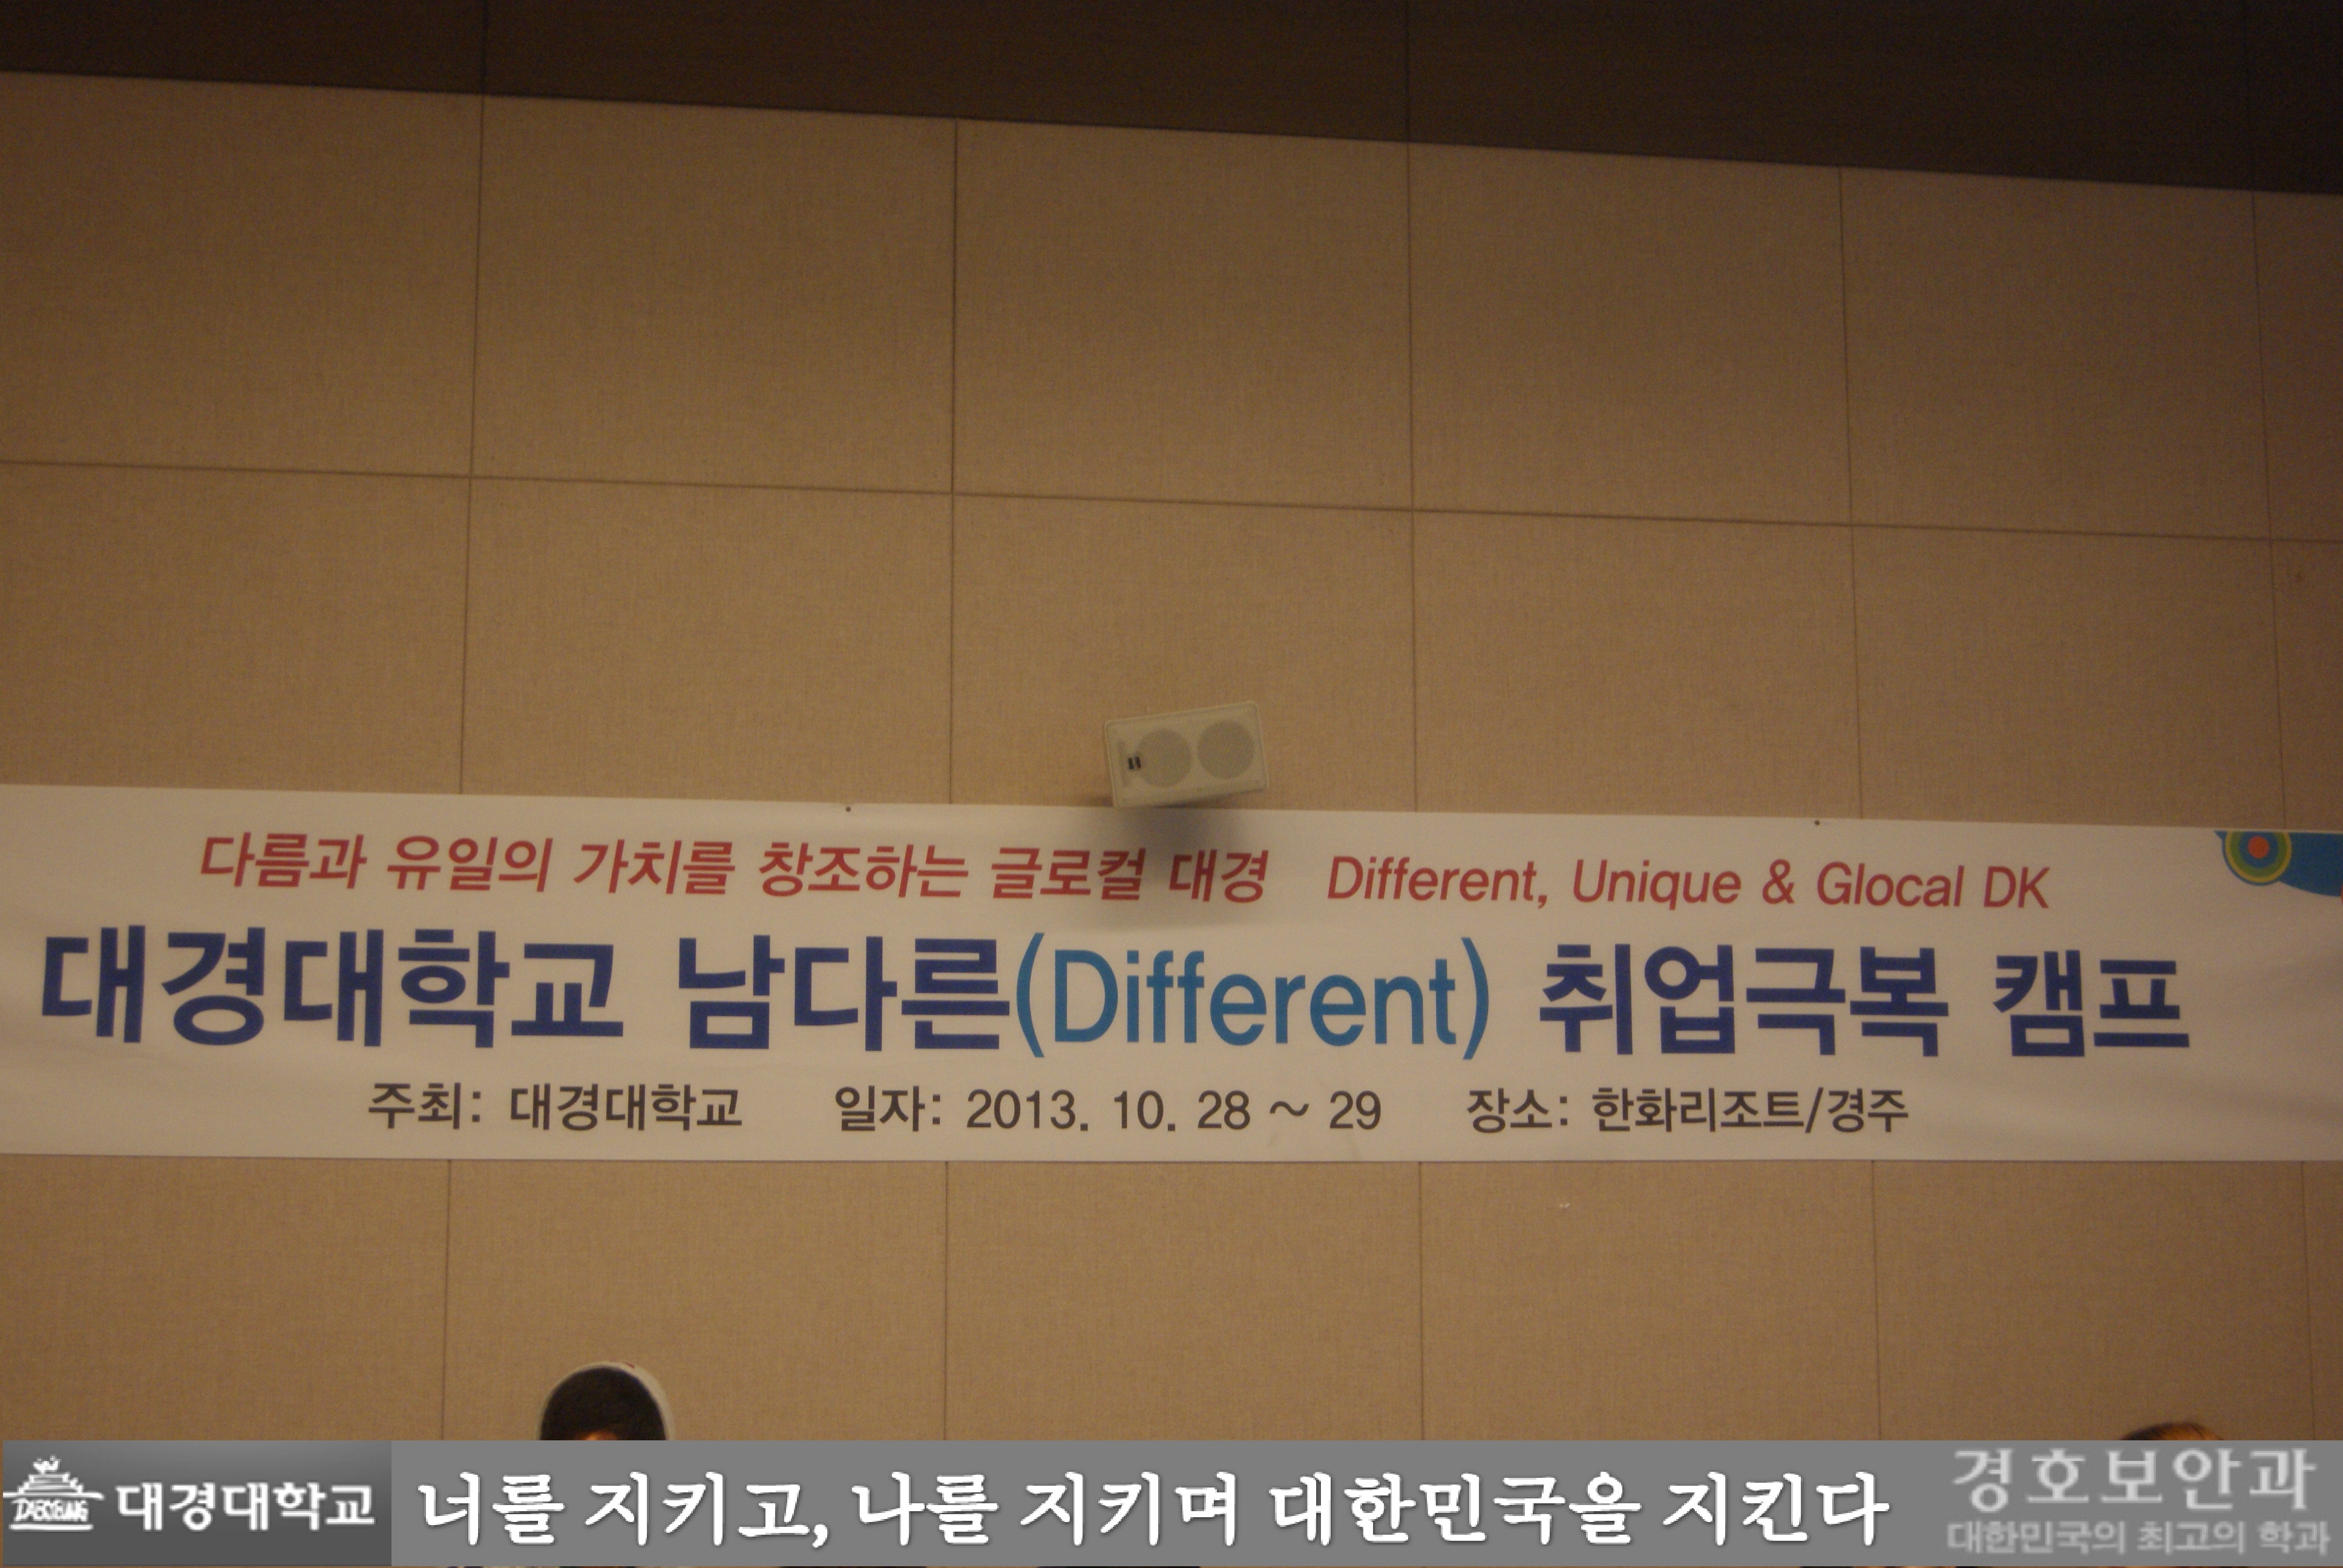 다름과 유일의 가치를 창조하는 글로컬 대경 Different, Unique & Glocal DK
대경대학교 남다른(Different) 취업극복 캠프
주최: 대경대학교 일자: 2013. 10. 28 ~ 29 장소: 한화리조트/경주
DAEKYEUNG 대경대학교 너를 지키고, 나를 지키며 대한민국을 지킨다 경호보안과
대한민국의 최고의 학과